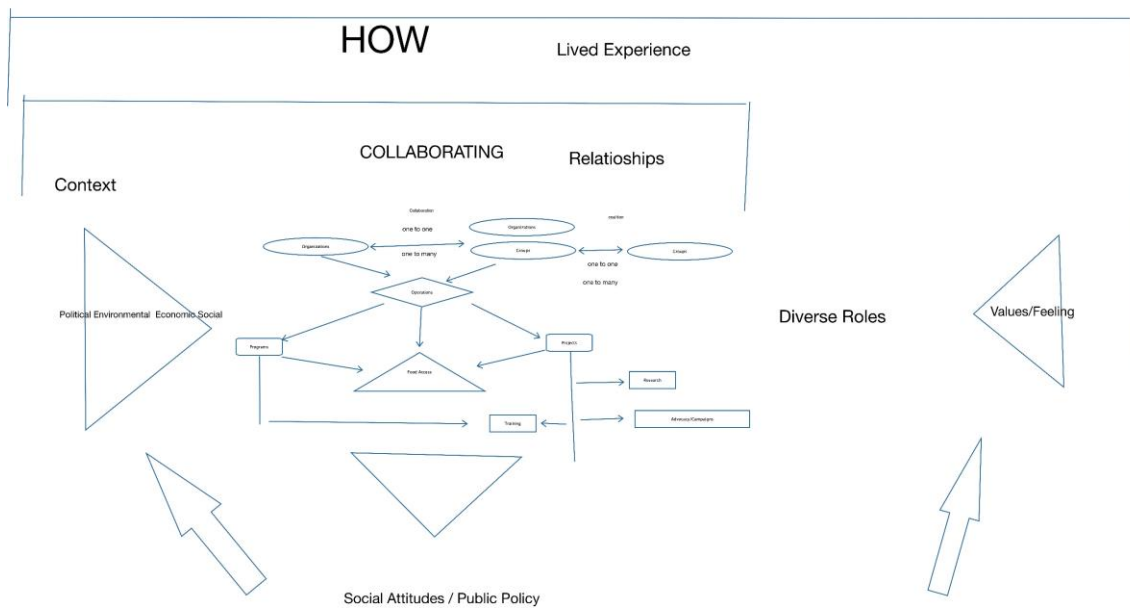 HOW
Lived Experience
COLLABORATING
Relatioships
Context
Collaboration
one to one
one to many
Organizations
Organizations
Groups
coalition
Groups
one to one
one to many
Operations
Political Environmental Economic Social
Programs
Projects
Food Access
Diverse Roles
Values/Feeling
Research
Training
Advocacy/Campaigns
Social Attitudes / Public Policy